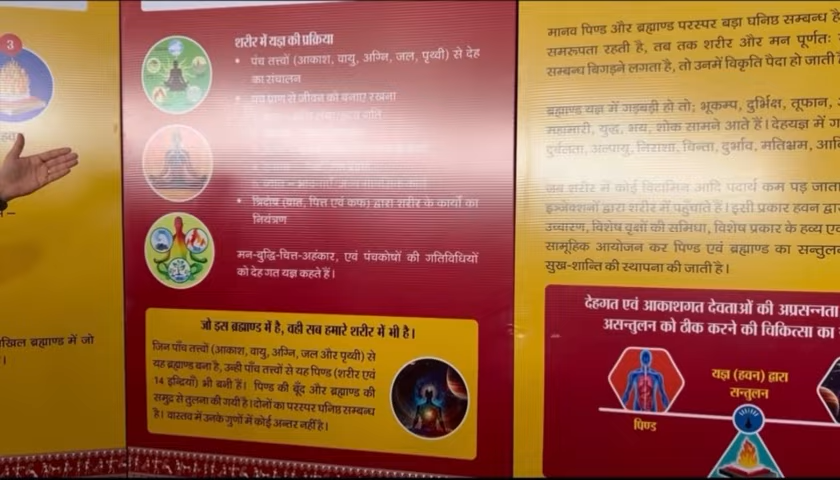 3
खिल ब्रह्माण्ड में जो
शरीर में यज्ञ की प्रक्रिया
• पंच तत्वों (आकाश, वायु, अग्नि, जल, पृथ्वी) से देह
का संचालन
प्राण से जीवन को बनाए रखना
• त्रिदोष (वात, पित्त एवं कफ) द्वारा शरीर के कार्यों का
नियंत्रण
मन-बुद्धि-चित्त-अहंकार, एवं पंचकोषों की गतिविधियों
को देह गत यज्ञ कहते हैं।
जो इस ब्रह्माण्ड में है, वही सब हमारे शरीर में भी है।
जिन पाँच तत्वों (आकाश, वायु, अग्नि, जल और पृथ्वी) से
यह ब्रह्माण्ड बना है, उन्हीं पाँच तत्वों से यह पिण्ड (शरीर एवं
14 इन्द्रियाँ) भी बनी हैं। पिण्ड की बूँद और ब्रह्माण्ड की
समुद्र से तुलना की गयी है। दोनों का परस्पर घनिष्ठ सम्बन्ध
है। वास्तव में उनके गुणों में कोई अन्तर नहीं है।
मानव पिण्ड और ब्रह्माण्ड परस्पर बड़ा घनिष्ठ सम्बन्ध है
समरूपता रहती है, तब तक शरीर और मन पूर्णतः
सम्बन्ध बिगड़ने लगता है, तो उनमें विकृति पैदा हो जाती
ब्रह्माण्ड यज्ञ में गड़बड़ी हो तो; भूकम्प, दुर्भिक्ष, तूफान,
महामारी, युद्ध, भय, शोक सामने आते हैं। देहयज्ञ में
दुर्बलता, अल्पायु, निराशा, चिन्ता, दुर्भाव, मतिभ्रम,
जब शरीर में कोई विटामिन आदि पदार्थ कम पड़ जाता
इञ्जेक्शनों द्वारा शरीर में पहुँचाते हैं। इसी प्रकार हवन
उच्चारण, विशेष वृक्षों की समिधा, विशेष प्रकार के हव्य
सामूहिक आयोजन कर पिण्ड एवं ब्रह्माण्ड का
सुख-शान्ति की स्थापना की जाती है।
देहगत एवं आकाशगत देवताओं की अप्रसन्नता
असन्तुलन को ठीक करने की चिकित्सा का
यज्ञ (हवन) द्वारा
सन्तुलन
पिण्ड